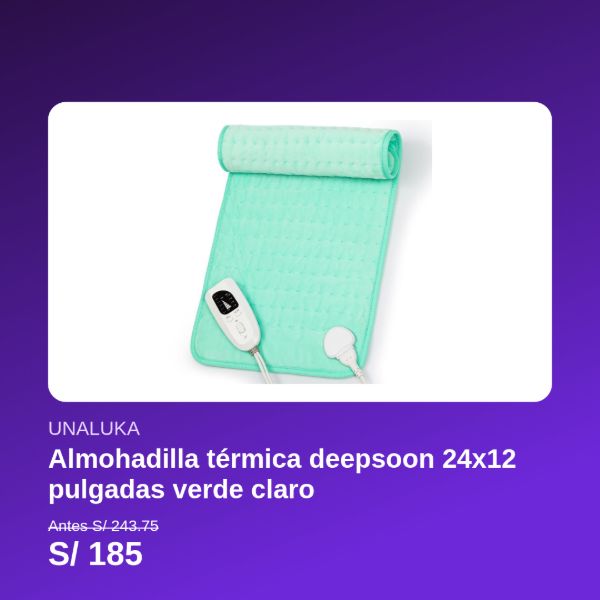 UNALUKA
Almohadilla térmica deepsoon 24x12
pulgadas verde claro
Antes S/ 243.75
S/ 185